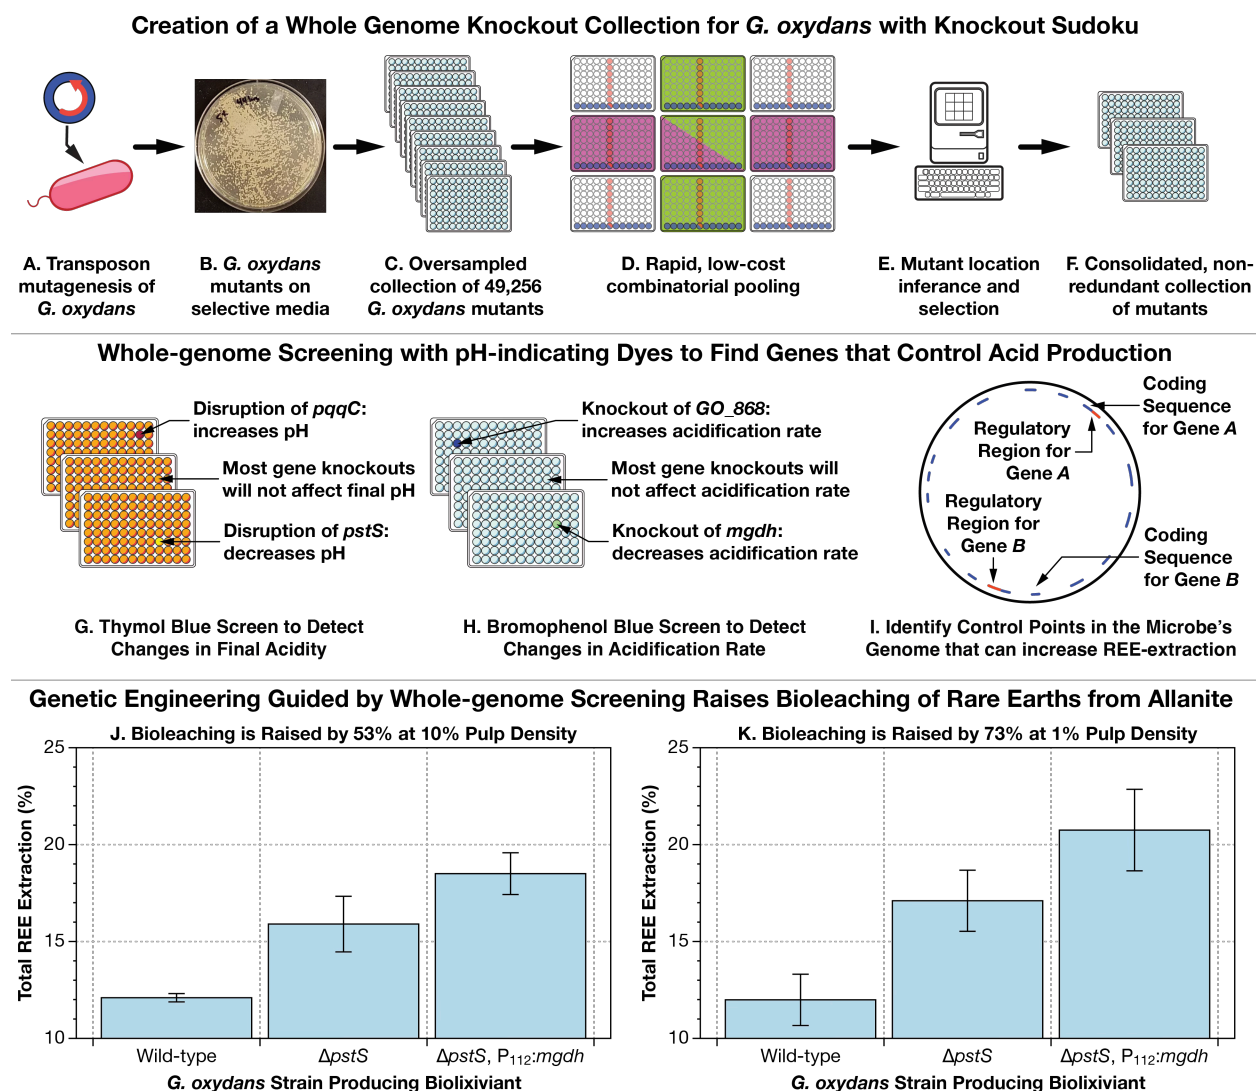 Creation of a Whole Genome Knockout Collection for G. oxydans with Knockout Sudoku
A. Transposon
mutagenesis of
G. oxydans
B. G. oxydans
mutants on
selective media
C. Oversampled
collection of 49,256
G. oxydans mutants
D. Rapid, low-cost
combinatorial pooling
E. Mutant location
inferance and
selection
F. Consolidated, non-
redundant collection
of mutants
Whole-genome Screening with pH-indicating Dyes to Find Genes that Control Acid Production
Disruption of pqqC:
increases pH
Most gene knockouts
will not affect final pH
Disruption of pstS:
decreases pH
G. Thymol Blue Screen to Detect
Changes in Final Acidity
Knockout of GO_868:
increases acidification rate
Most gene knockouts will
not affect acidification rate
Knockout of mgdh:
decreases acidification rate
H. Bromophenol Blue Screen to Detect
Changes in Acidification Rate
Coding
Sequence
for Gene A
Regulatory
Region for
Gene A
Regulatory
Region for
Gene B
Coding
Sequence
for Gene B
I. Identify Control Points in the Microbe's
Genome that can increase REE-extraction
Genetic Engineering Guided by Whole-genome Screening Raises Bioleaching of Rare Earths from Allanite
J. Bioleaching is Raised by 53% at 10% Pulp Density
Total REE Extraction (%)
25
20
15
10
Wild-type
ΔpstS
ΔpstS, P112:mgdh
G. oxydans Strain Producing Biolixiviant
K. Bioleaching is Raised by 73% at 1% Pulp Density
Total REE Extraction (%)
25
20
15
10
Wild-type
ΔpstS
ΔpstS, P112:mgdh
G. oxydans Strain Producing Biolixiviant